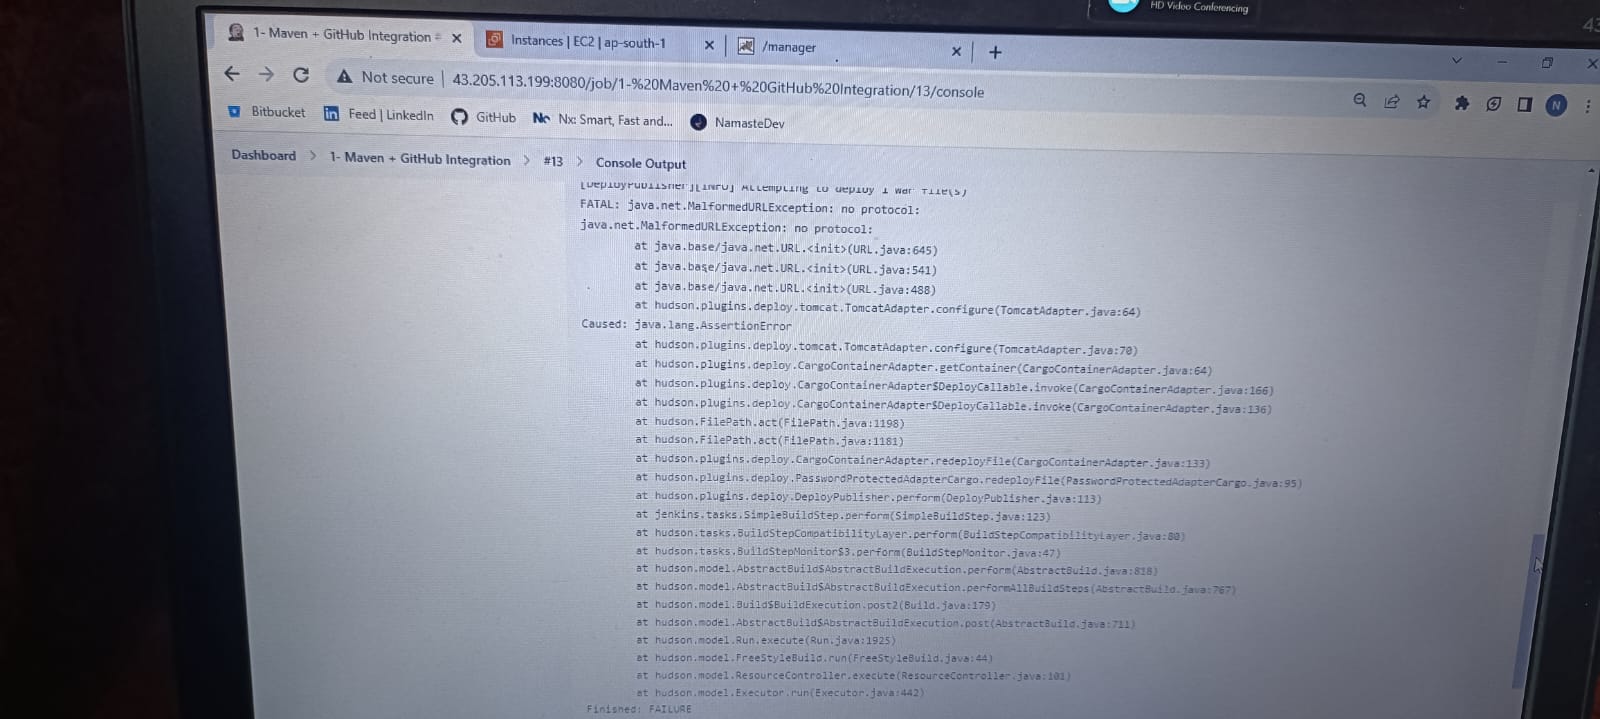 HD Video Conferencing
43
1- Maven + GitHub Integration
Instances | EC2 | ap-south-1
/manager
Not secure
43.205.113.199:8080/job/1-%20Maven%20+%20GitHub%20Integration/13/console
N
Bitbucket
Feed | LinkedIn
GitHub
Nx: Smart, Fast and...
NamasteDev
Dashboard > 1- Maven + GitHub Integration > #13 > Console Output
[DeployPublisher][INFO] Attempting to deploy 1 war file(s)
FATAL: java.net.MalformedURLException: no protocol:
java.net.MalformedURLException: no protocol:
at java.base/java.net.URL.<init>(URL.java:645)
at java.base/java.net.URL.<init>(URL.java:541)
at java.base/java.net.URL.<init>(URL.java:488)
at hudson.plugins.deploy.tomcat.TomcatAdapter.configure(TomcatAdapter.java:64)
Caused: java.lang.AssertionError
at hudson.plugins.deploy.tomcat.TomcatAdapter.configure(TomcatAdapter.java:70)
at hudson.plugins.deploy.CargoContainerAdapter.getContainer(CargoContainerAdapter.java:64)
at hudson.plugins.deploy.CargoContainerAdapter$DeployCallable.invoke(CargoContainerAdapter.java:166)
at hudson.plugins.deploy.CargoContainerAdapter$DeployCallable.invoke(CargoContainerAdapter.java:136)
at hudson.FilePath.act(FilePath.java:1198)
at hudson.FilePath.act(FilePath.java:1181)
at hudson.plugins.deploy.CargoContainerAdapter.redeployFile(CargoContainerAdapter.java:133)
at hudson.plugins.deploy.PasswordProtectedAdapterCargo.redeployFile(PasswordProtectedAdapterCargo.java:95)
at hudson.plugins.deploy.DeployPublisher.perform(DeployPublisher.java:113)
at jenkins.tasks.SimpleBuildStep.perform(SimpleBuildStep.java:123)
at hudson.tasks.BuildStepCompatibilityLayer.perform(BuildStepCompatibilityLayer.java:80)
at hudson.tasks.BuildStepMonitor$3.perform(BuildStepMonitor.java:47)
at hudson.model.AbstractBuild$AbstractBuildExecution.perform(AbstractBuild.java:818)
at hudson.model.AbstractBuild$AbstractBuildExecution.performAllBuildSteps(AbstractBuild.java:767)
at hudson.model.Build$BuildExecution.post2(Build.java:179)
at hudson.model.AbstractBuild$AbstractBuildExecution.post(AbstractBuild.java:711)
at hudson.model.Run.execute(Run.java:1925)
at hudson.model.FreeStyleBuild.run(FreeStyleBuild.java:44)
at hudson.model.ResourceController.execute(ResourceController.java:101)
at hudson.model.Executor.run(Executor.java:442)
Finished: FAILURE